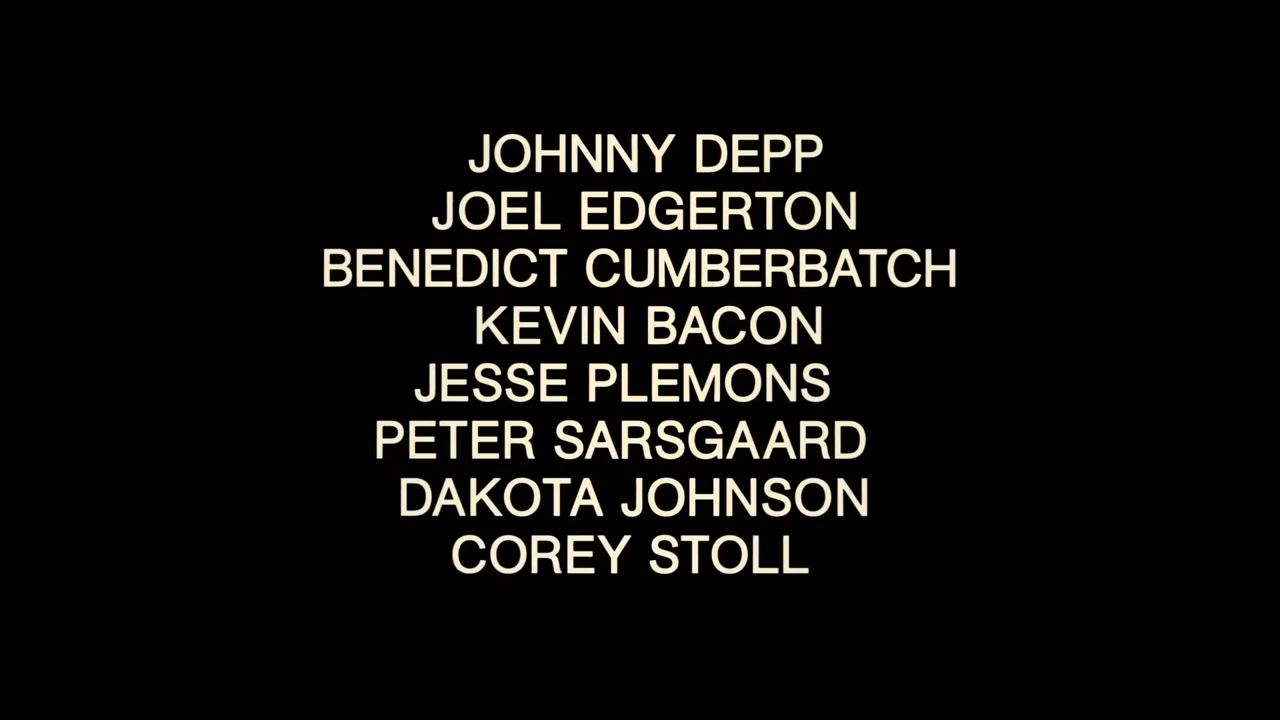 JOHNNY DEPP
JOEL EDGERTON
BENEDICT CUMBERBATCH
KEVIN BACON
JESSE PLEMONS
PETER SARSGAARD
DAKOTA JOHNSON
COREY STOLL